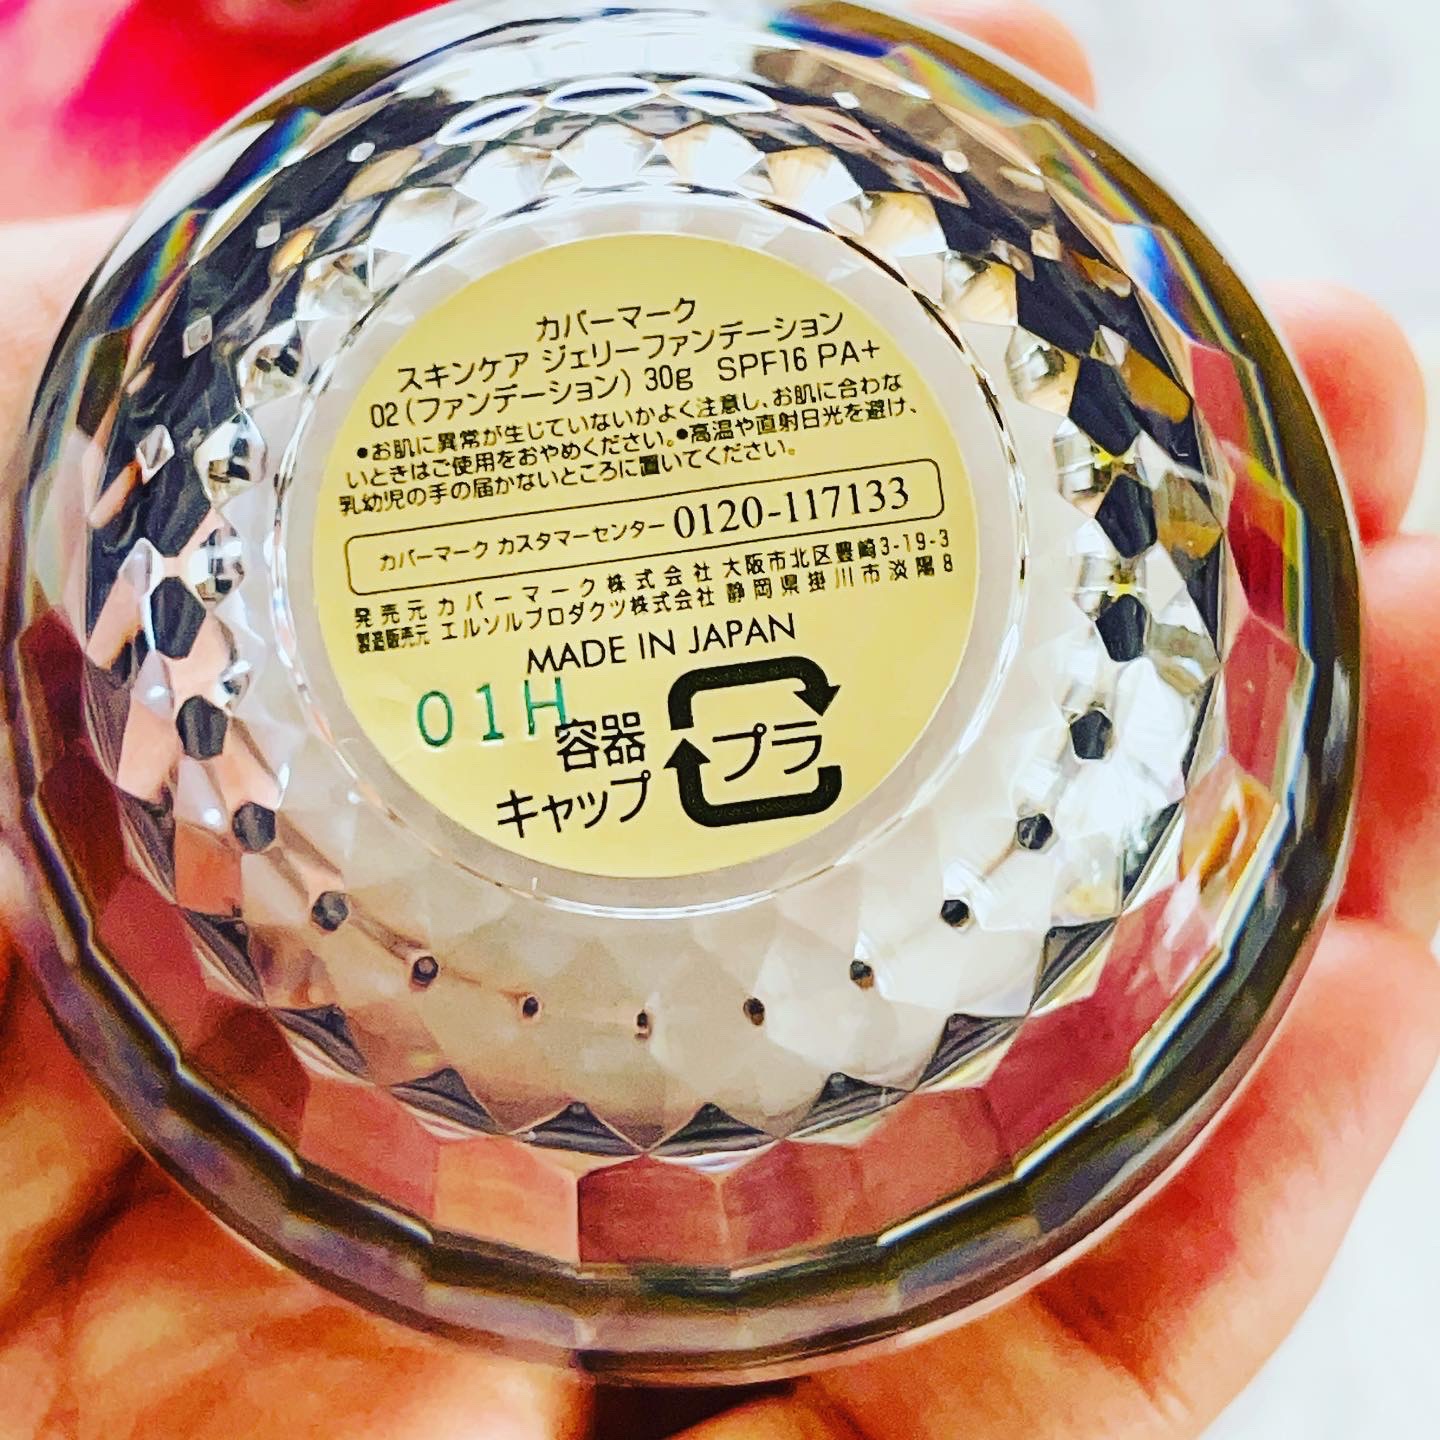 カバーマーク
スキンケア ジェリーファンデーション
02(ファンデーション) 30g SPF16 PA+
●お肌に異常が生じていないかよく注意し、お肌に合わな
いときはご使用をおやめください。●高温や直射日光を避け、
乳幼児の手の届かないところに置いてください。
カバーマーク カスタマーセンター 0120-117133
発売元 カバーマーク株式会社 大阪市北区豊崎3-19-3
製造販売元 エルソルプロダクツ株式会社 静岡県掛川市淡陽8
MADE IN JAPAN
01H
容器
キャップ
プラ